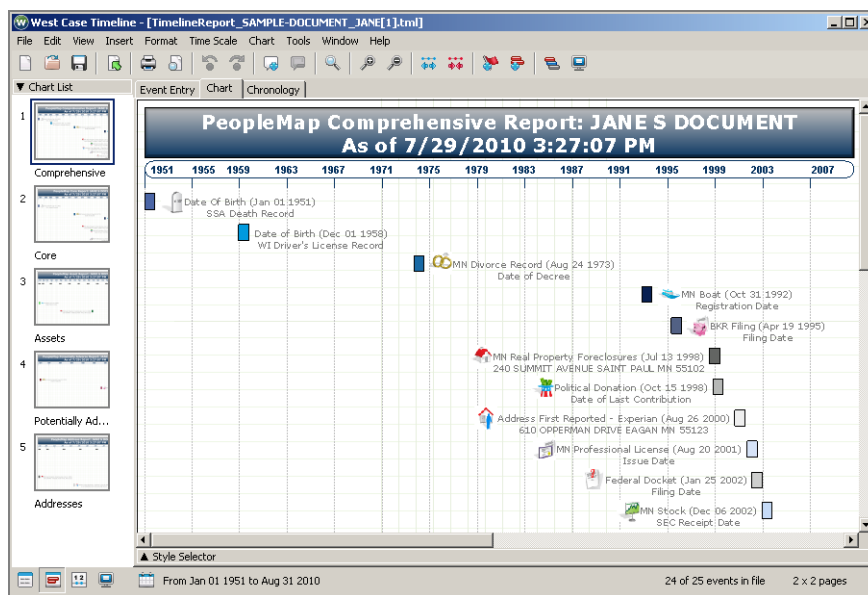 West Case Timeline - [TimelineReport_SAMPLE-DOCUMENT_JANE[1].tml]
File Edit View Insert Format Time Scale Chart Tools Window Help
▼ Chart List
Event Entry Chart Chronology
1
Comprehensive
2
Core
3
Assets
4
Potentially Ad...
5
Addresses
PeopleMap Comprehensive Report: JANE S DOCUMENT
As of 7/29/2010 3:27:07 PM
1951 1955 1959 1963 1967 1971 1975 1979 1983 1987 1991 1995 1999 2003 2007
Date Of Birth (Jan 01 1951)
SSA Death Record
Date of Birth (Dec 01 1958)
WI Driver's License Record
MN Divorce Record (Aug 24 1973)
Date of Decree
MN Boat (Oct 31 1992)
Registration Date
BKR Filing (Apr 19 1995)
Filing Date
MN Real Property Foreclosures (Jul 13 1998)
240 SUMMIT AVENUE SAINT PAUL MN 55102
Political Donation (Oct 15 1998)
Date of Last Contribution
Address First Reported - Experian (Aug 26 2000)
610 OPPERMAN DRIVE EAGAN MN 55123
MN Professional License (Aug 20 2001)
Issue Date
Federal Docket (Jan 25 2002)
Filing Date
MN Stock (Dec 06 2002)
SEC Receipt Date
▲ Style Selector
From Jan 01 1951 to Aug 31 2010
24 of 25 events in file
2 x 2 pages